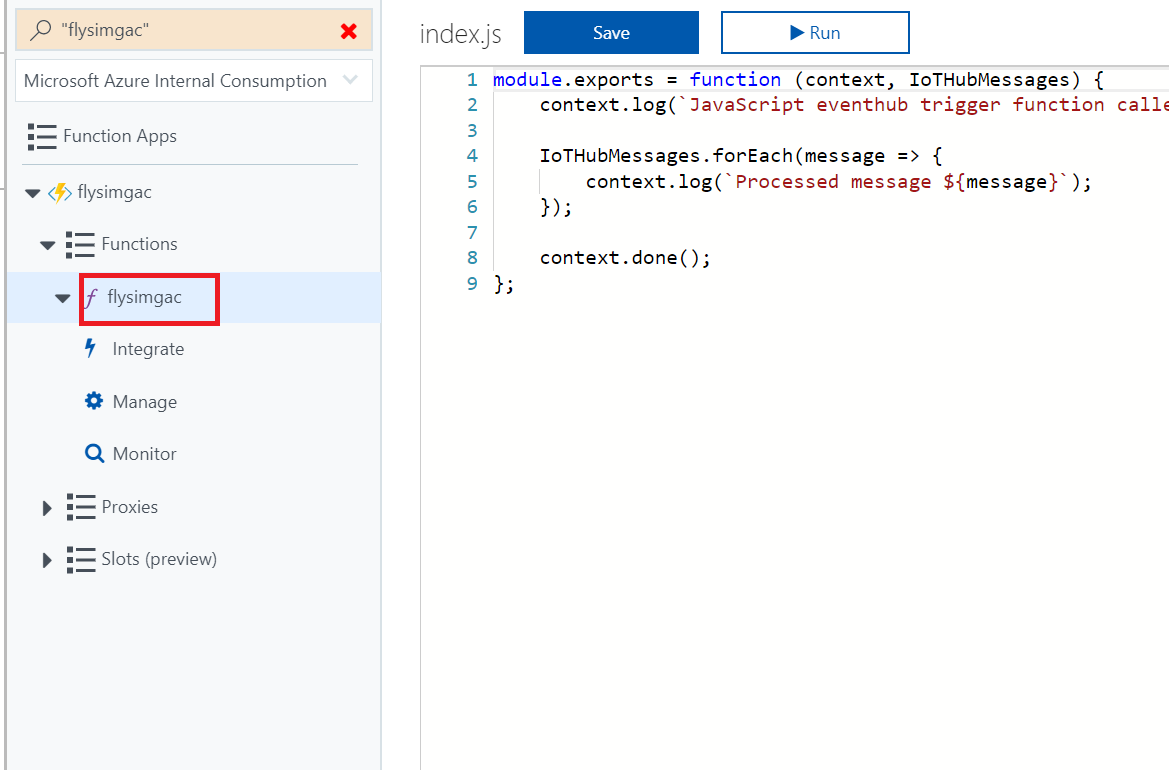 "flysimgac"
Microsoft Azure Internal Consumption
Function Apps
flysimgac
Functions
f flysimgac
Integrate
Manage
Monitor
Proxies
Slots (preview)
index.js
Save
Run
1 module.exports = function (context, IoTHubMessages) {
2 context.log(`JavaScript eventhub trigger function calle
3
4 IoTHubMessages.forEach(message => {
5 context.log(`Processed message ${message}`);
6 });
7
8 context.done();
9 };